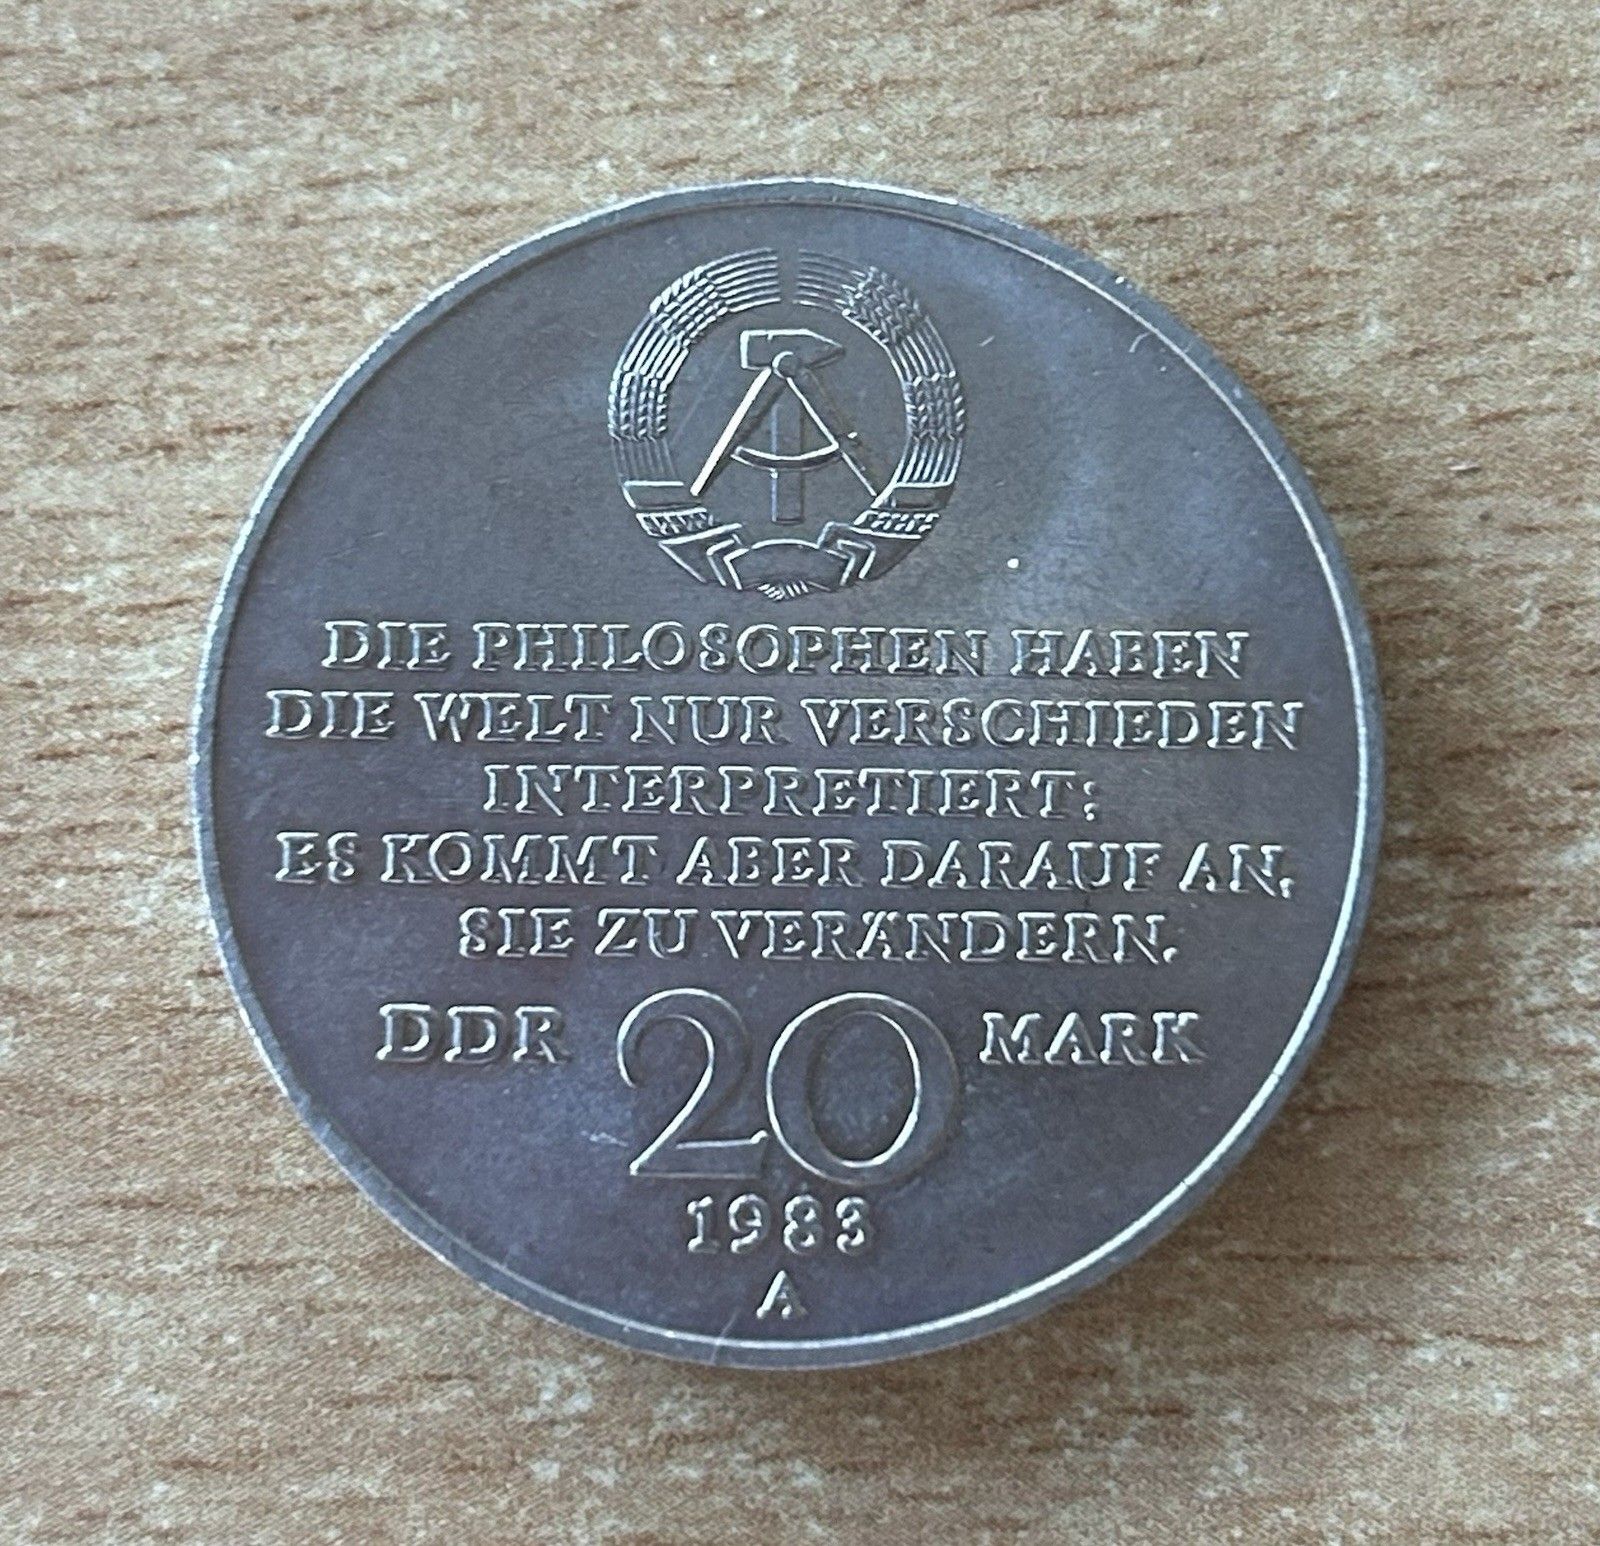 DIE PHILOSOPHEN HABEN
DIE WELT NUR VERSCHIEDEN
INTERPRETIERT;
ES KOMMT ABER DARAUF AN,
SIE ZU VERÄNDERN.
DDR 20 MARK
1983
A